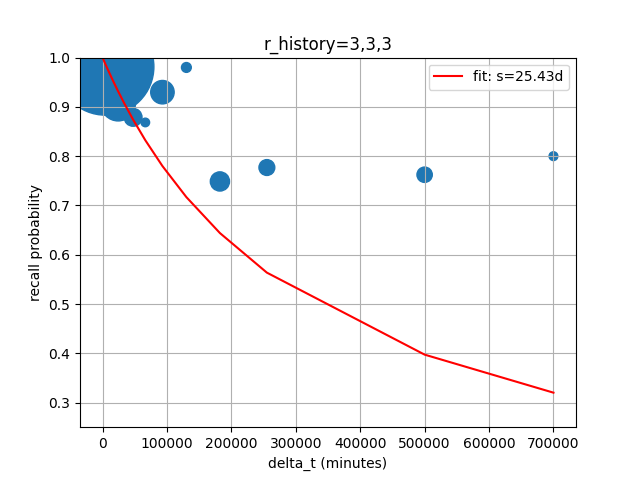 r_history=3,3,3
fit: s=25.43d
1.0
0.9
0.8
0.7
0.6
0.5
0.4
0.3
recall probability
0 100000 200000 300000 400000 500000 600000 700000
delta_t (minutes)